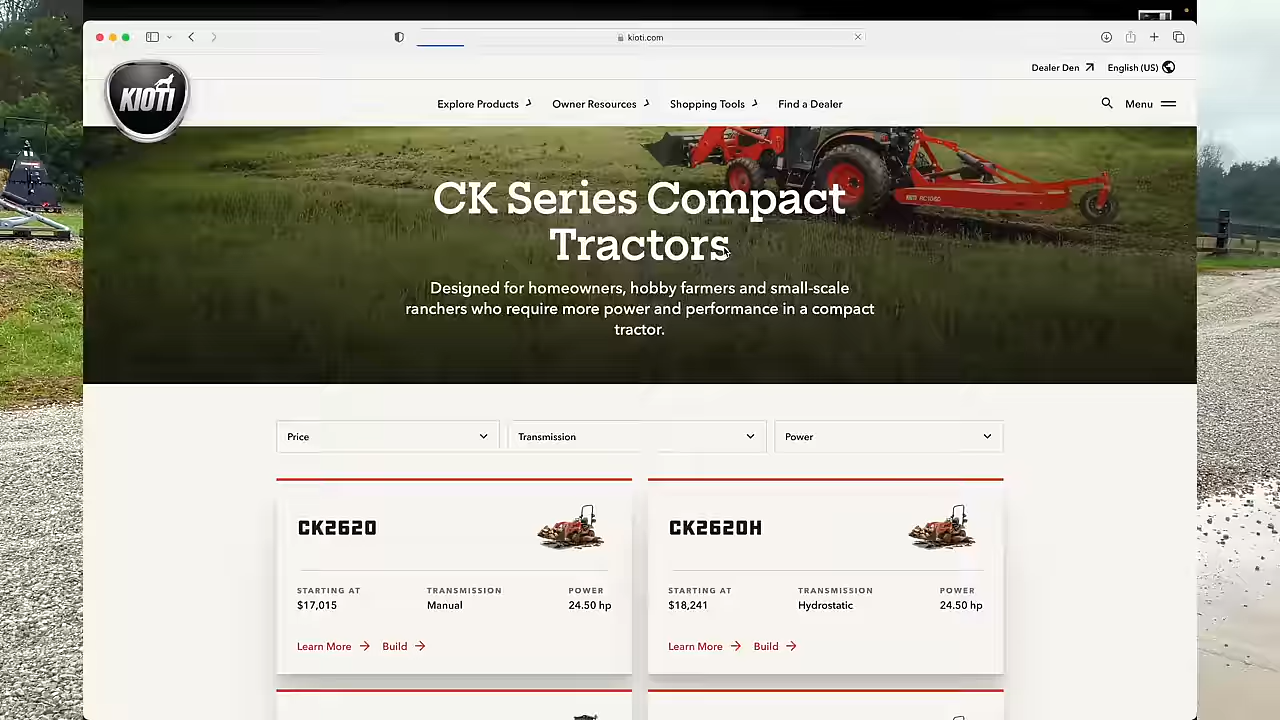 kioti.com
Dealer Den
English (US)
KIOTI
Explore Products
Owner Resources
Shopping Tools
Find a Dealer
Menu
CK Series Compact
Tractors
Designed for homeowners, hobby farmers and small-scale
ranchers who require more power and performance in a compact
tractor.
Price
Transmission
Power
CK2620
STARTING AT
$17,015
TRANSMISSION
Manual
POWER
24.50 hp
Learn More
Build
CK2620H
STARTING AT
$18,241
TRANSMISSION
Hydrostatic
POWER
24.50 hp
Learn More
Build